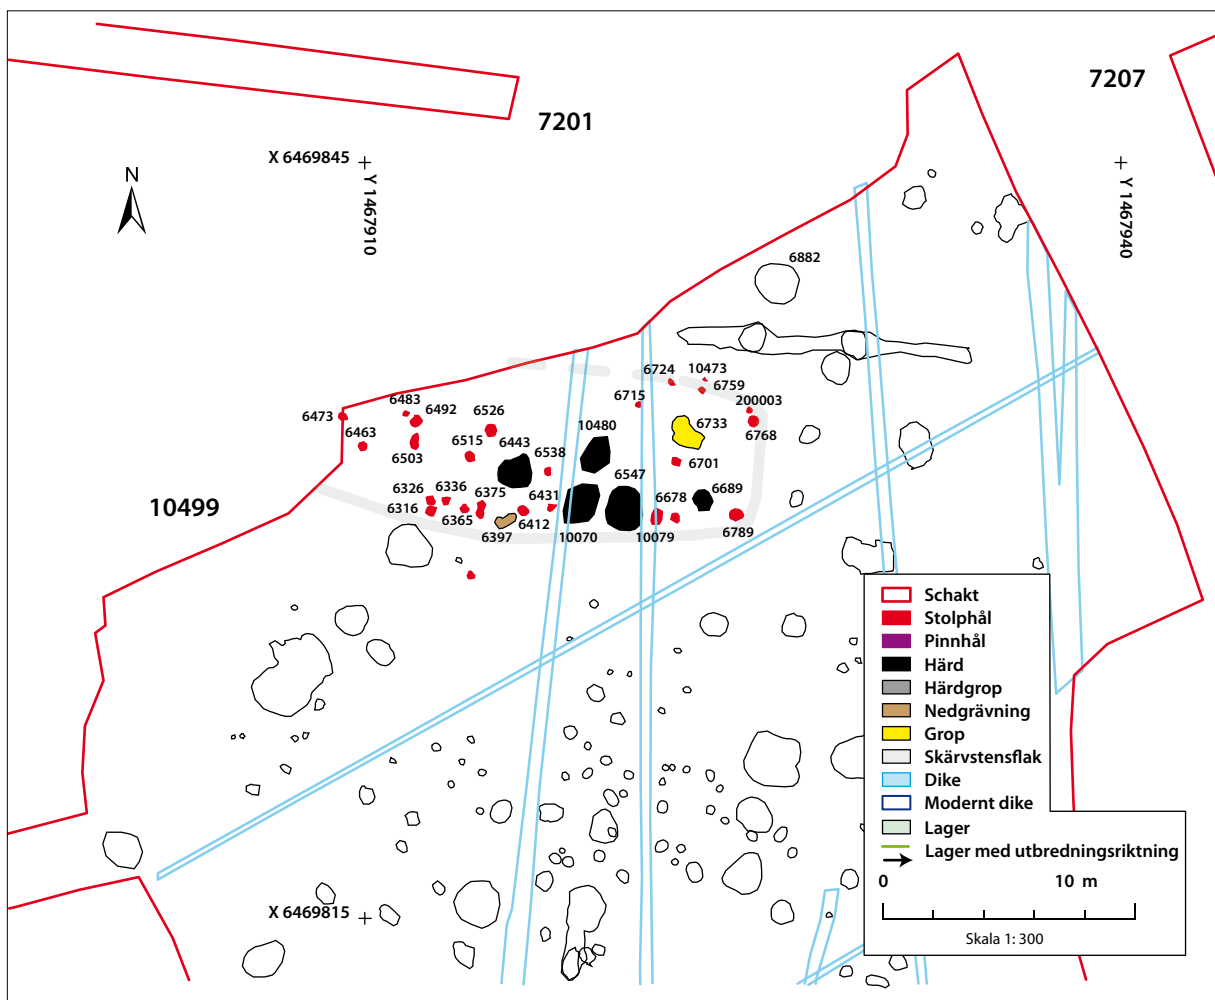 7207
7201
X 6469845
Y 1467910
Y 1467940
N
6882
6724
10473
6759
6715
200003
6483
6492
6473
6526
6463
6503
6515
6443
6538
10480
6733
6768
6701
6547
6326
6336
6375
6431
6678
6689
6316
6365
6412
6397
10070
10079
6789
10499
Schakt
Stolphål
Pinnhål
Härd
Härdgrop
Nedgrävning
Grop
Skärvstensflak
Dike
Modernt dike
Lager
Lager med utbredningsriktning
0 10 m
Skala 1: 300
X 6469815